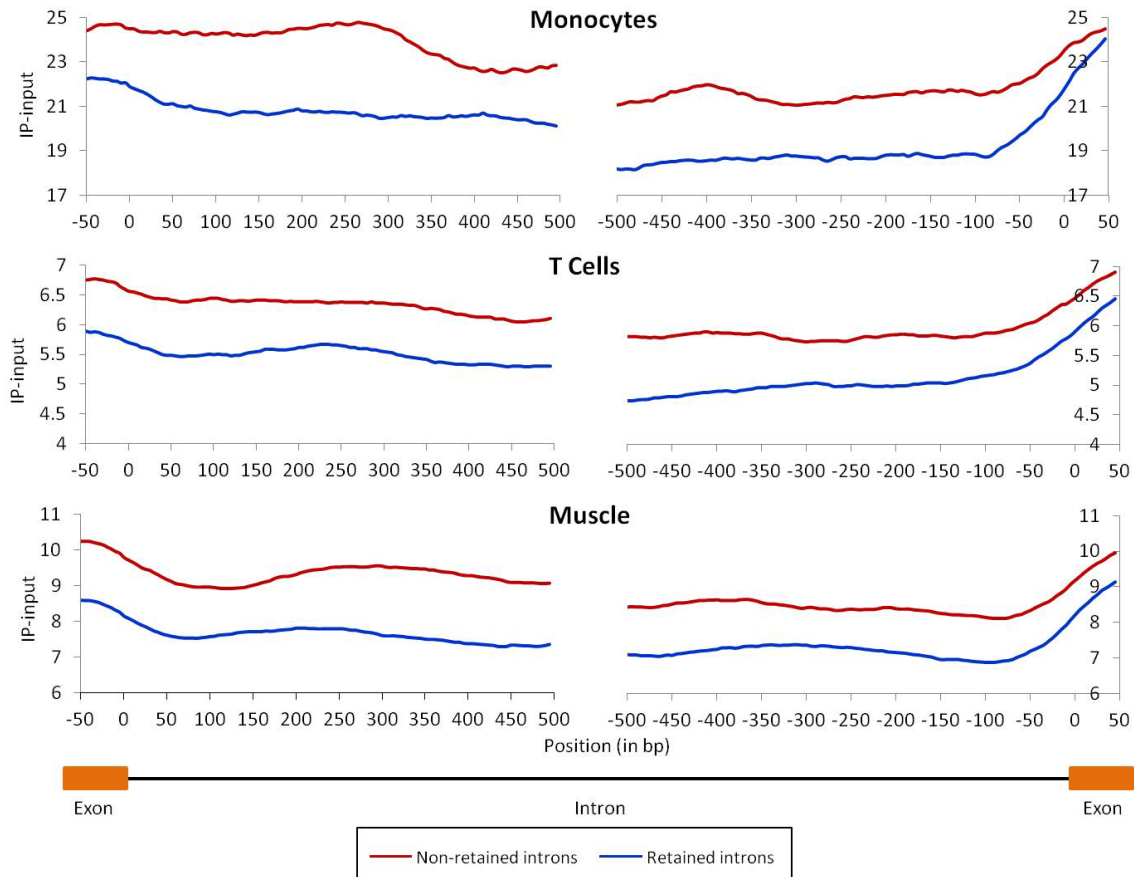 Monocytes
25
23
21
19
17
IP-input
-50 0 50 100 150 200 250 300 350 400 450 500
25
23
21
19
17
-500 -450 -400 -350 -300 -250 -200 -150 -100 -50 0 50
T Cells
7
6.5
6
5.5
5
4.5
4
IP-input
-50 0 50 100 150 200 250 300 350 400 450 500
7
6.5
6
5.5
5
4.5
4
-500 -450 -400 -350 -300 -250 -200 -150 -100 -50 0 50
Muscle
11
10
9
8
7
6
IP-input
-50 0 50 100 150 200 250 300 350 400 450 500
11
10
9
8
7
6
-500 -450 -400 -350 -300 -250 -200 -150 -100 -50 0 50
Position (in bp)
Exon Intron Exon
Non-retained introns Retained introns